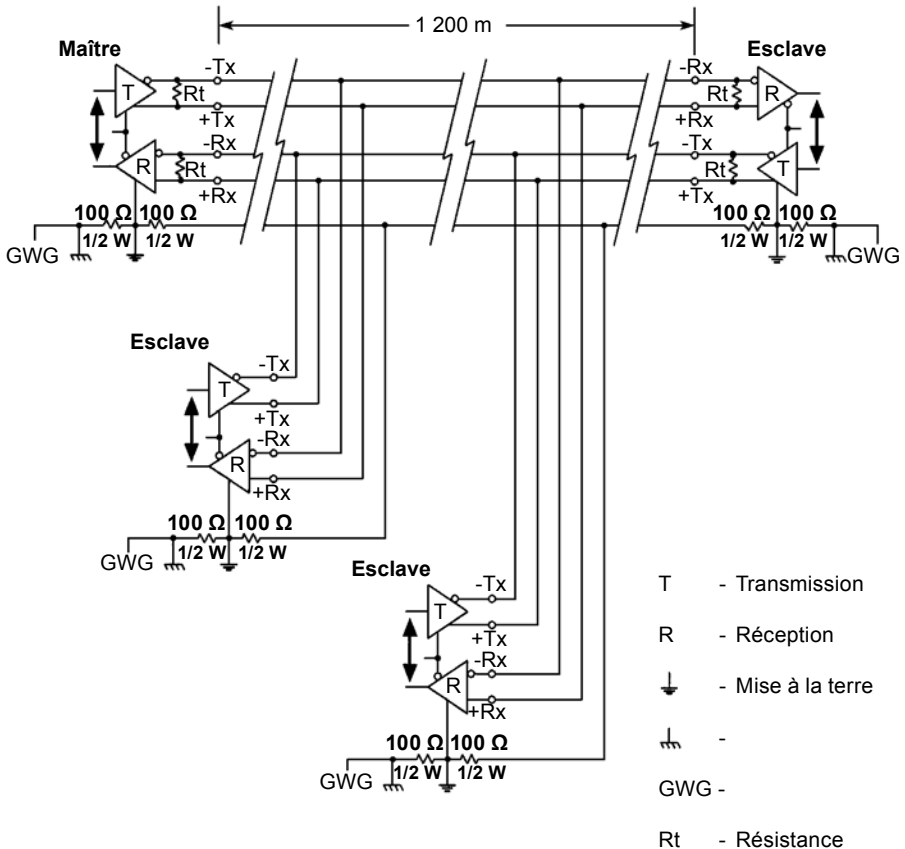 1 200 m
Maître
Esclave
-Tx
-Rx
T
Rt
Rt
R
+Tx
+Rx
-Rx
-Tx
R
Rt
Rt
T
+Rx
+Tx
100 Ω 100 Ω
1/2 W 1/2 W
GWG
100 Ω 100 Ω
1/2 W 1/2 W
GWG
Esclave
-Tx
T
+Tx
-Rx
R
+Rx
100 Ω 100 Ω
1/2 W 1/2 W
GWG
Esclave
-Tx
T
+Tx
-Rx
R
+Rx
100 Ω 100 Ω
1/2 W 1/2 W
GWG
T - Transmission
R - Réception
- Mise à la terre
-
GWG -
Rt - Résistance